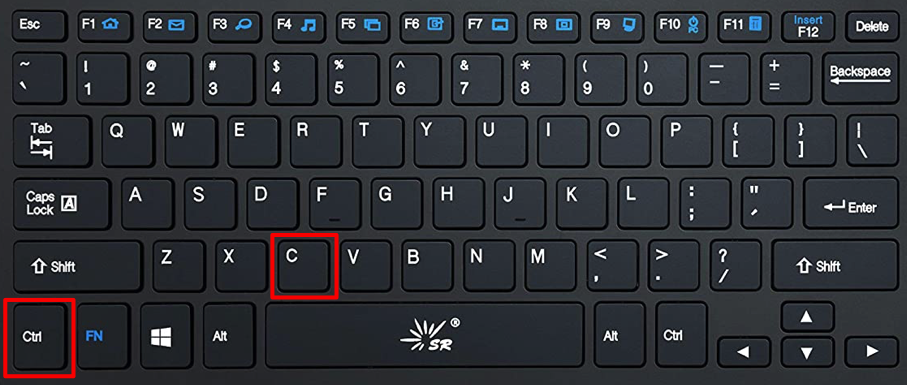 Esc F1 F2 F3 F4 F5 F6 F7 F8 F9 F10 PC F11 Insert F12 Delete
~ ! @ # $ % ^ & * ( ) — +
` 1 2 3 4 5 6 7 8 9 0 − = Backspace
Tab Q W E R T Y U I O P { [ } ] | \
Caps Lock A A S D F G H J K L : ; " ' Enter
Shift Z X C V B N M < , > . ? / Shift
Ctrl FN Alt SR ® Alt Ctrl